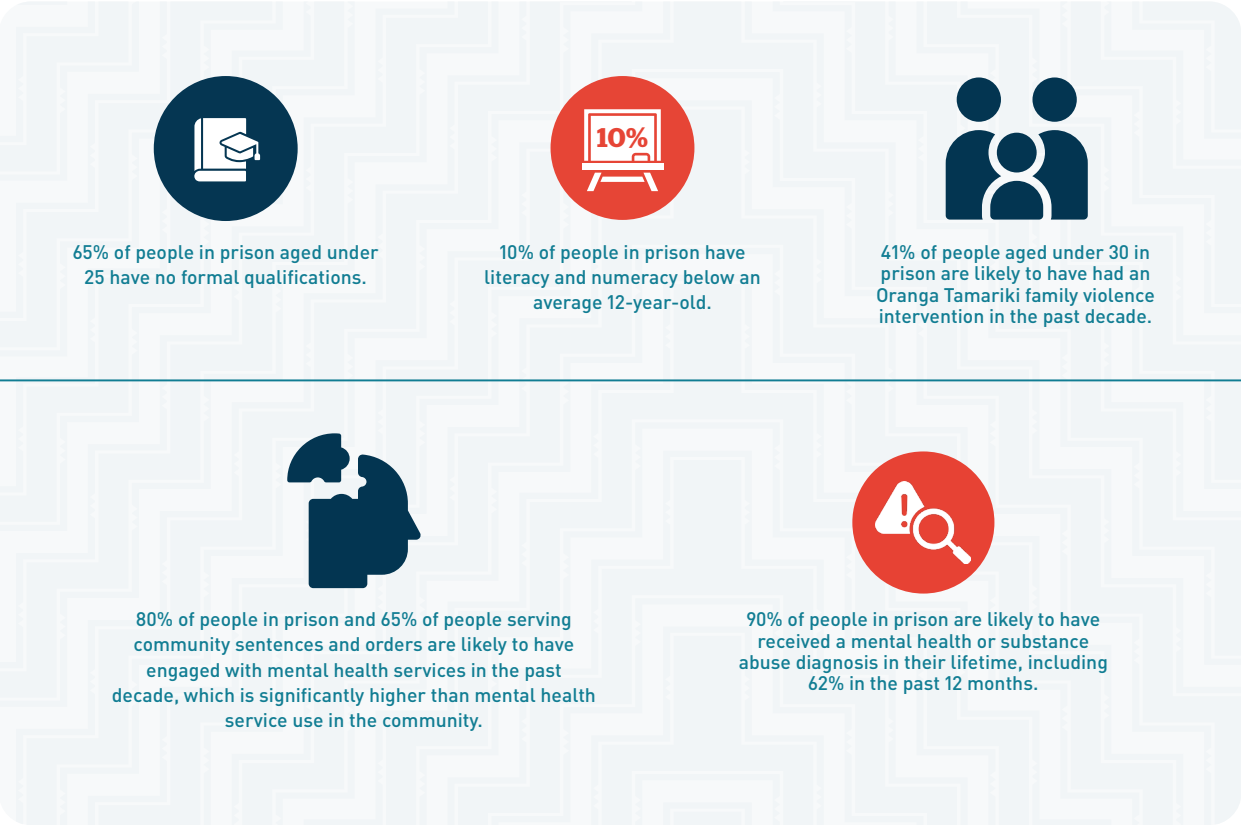 10%
65% of people in prison aged under
25 have no formal qualifications.
10% of people in prison have
literacy and numeracy below an
average 12-year-old.
41% of people aged under 30 in
prison are likely to have had an
Oranga Tamariki family violence
intervention in the past decade.
80% of people in prison and 65% of people serving
community sentences and orders are likely to have
engaged with mental health services in the past
decade, which is significantly higher than mental health
service use in the community.
90% of people in prison are likely to have
received a mental health or substance
abuse diagnosis in their lifetime, including
62% in the past 12 months.